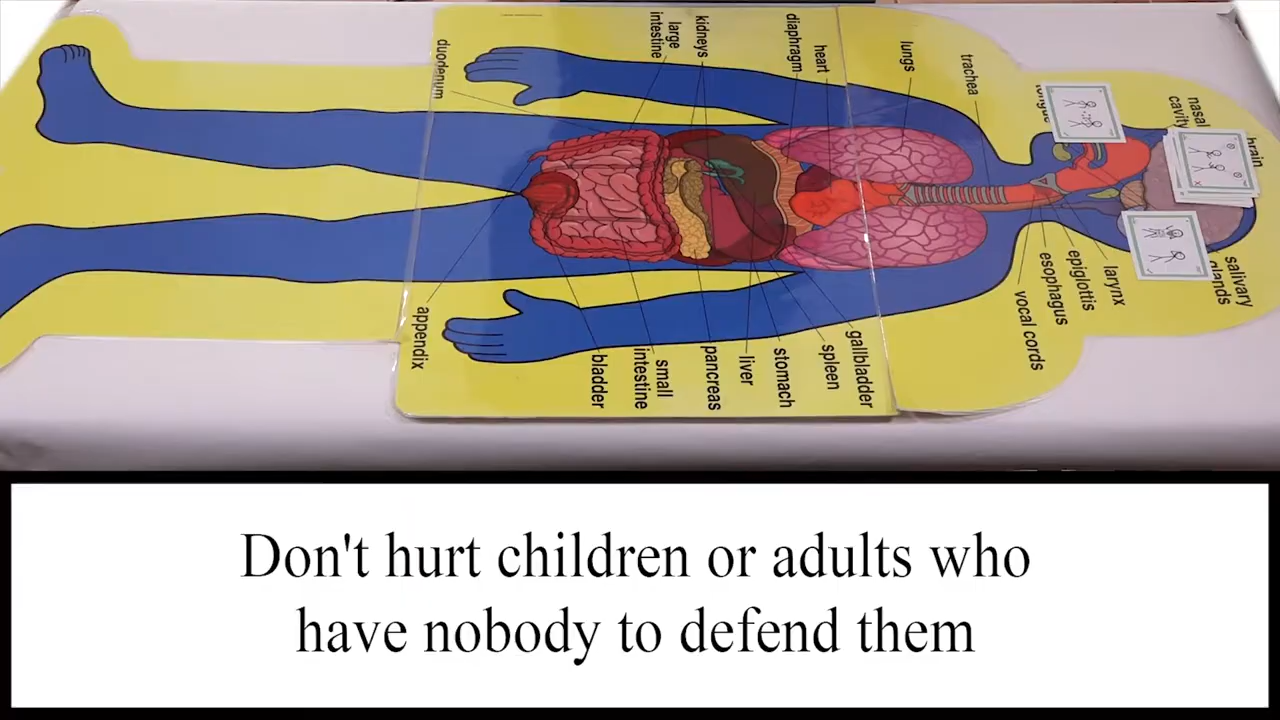 duodenum
large
intestine
kidneys
diaphragm
heart
lungs
trachea
nasal
cavity
brain
appendix
bladder
small
intestine
pancreas
liver
stomach
spleen
gallbladder
vocal cords
esophagus
epiglottis
larynx
salivary
glands
Don't hurt children or adults who
have nobody to defend them